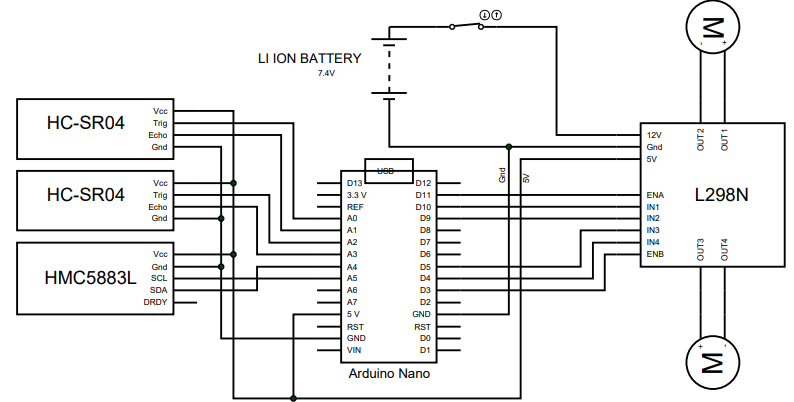 LI ION BATTERY
7.4V
M
- +
HC-SR04
Vcc
Trig
Echo
Gnd
HC-SR04
Vcc
Trig
Echo
Gnd
HMC5883L
Vcc
Gnd
SCL
SDA
DRDY
USB
D13
3.3 V
REF
A0
A1
A2
A3
A4
A5
A6
A7
5 V
RST
GND
VIN
D12
D11
D10
D9
D8
D7
D6
D5
D4
D3
D2
GND
RST
D0
D1
Arduino Nano
Gnd
5V
12V
Gnd
5V
ENA
IN1
IN2
IN3
IN4
ENB
OUT2
OUT1
L298N
OUT3
OUT4
+ -
M